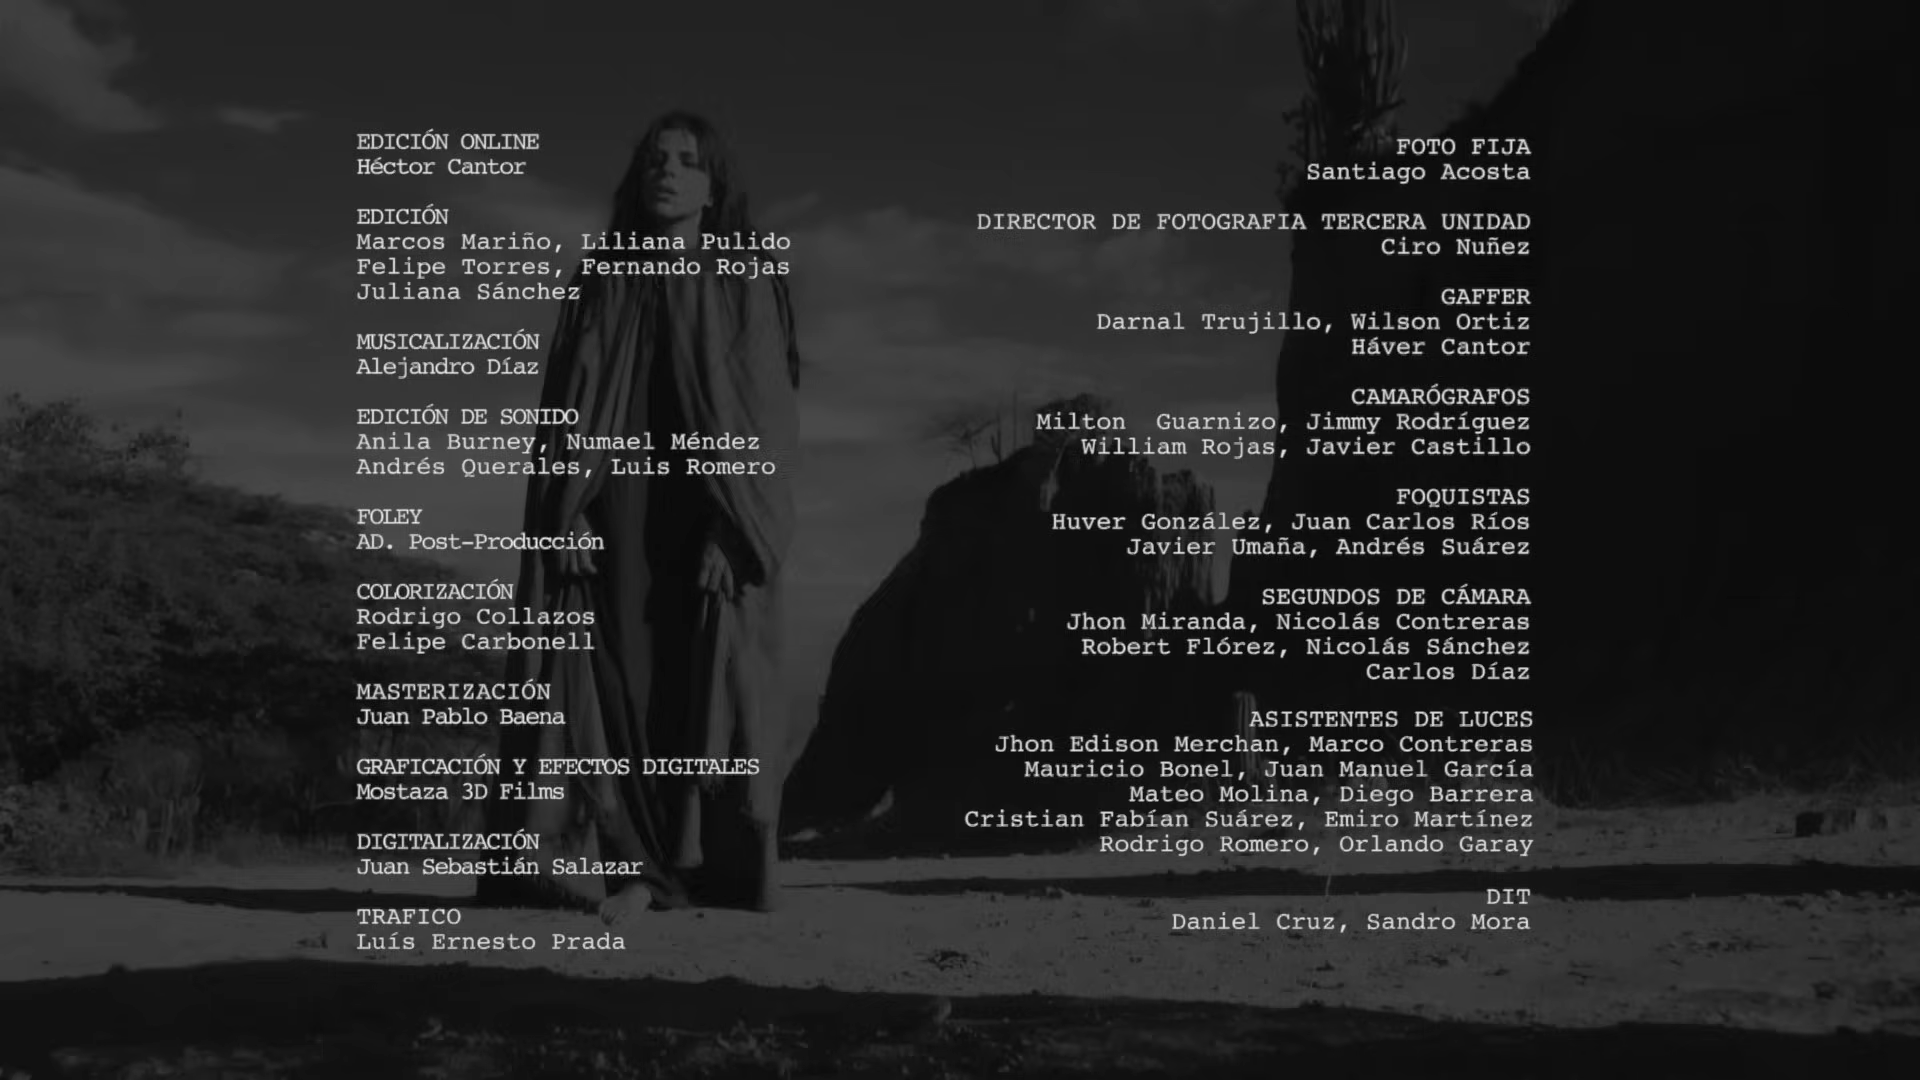 EDICIÓN ONLINE
Héctor Cantor
EDICIÓN
Marcos Mariño, Liliana Pulido
Felipe Torres, Fernando Rojas
Juliana Sánchez
MUSICALIZACIÓN
Alejandro Díaz
EDICIÓN DE SONIDO
Anila Burney, Numael Méndez
Andrés Querales, Luis Romero
FOLEY
AD. Post-Producción
COLORIZACIÓN
Rodrigo Collazos
Felipe Carbonell
MASTERIZACIÓN
Juan Pablo Baena
GRAFICACIÓN Y EFECTOS DIGITALES
Mostaza 3D Films
DIGITALIZACIÓN
Juan Sebastián Salazar
TRAFICO
Luís Ernesto Prada
FOTO FIJA
Santiago Acosta
DIRECTOR DE FOTOGRAFIA TERCERA UNIDAD
Ciro Nuñez
GAFFER
Darnal Trujillo, Wilson Ortiz
Háver Cantor
CAMARÓGRAFOS
Milton  Guarnizo, Jimmy Rodríguez
William Rojas, Javier Castillo
FOQUISTAS
Huver González, Juan Carlos Ríos
Javier Umaña, Andrés Suárez
SEGUNDOS DE CÁMARA
Jhon Miranda, Nicolás Contreras
Robert Flórez, Nicolás Sánchez
Carlos Díaz
ASISTENTES DE LUCES
Jhon Edison Merchan, Marco Contreras
Mauricio Bonel, Juan Manuel García
Mateo Molina, Diego Barrera
Cristian Fabían Suárez, Emiro Martínez
Rodrigo Romero, Orlando Garay
DIT
Daniel Cruz, Sandro Mora